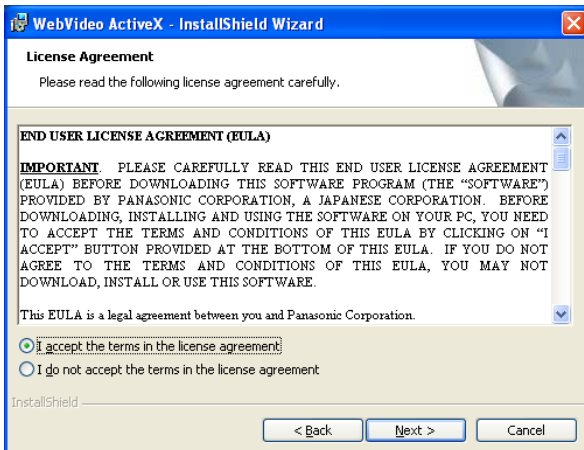 WebVideo ActiveX - InstallShield Wizard
License Agreement
Please read the following license agreement carefully.
END USER LICENSE AGREEMENT (EULA)
IMPORTANT. PLEASE CAREFULLY READ THIS END USER LICENSE AGREEMENT
(EULA) BEFORE DOWNLOADING THIS SOFTWARE PROGRAM (THE “SOFTWARE”)
PROVIDED BY PANASONIC CORPORATION, A JAPANESE CORPORATION. BEFORE
DOWNLOADING, INSTALLING AND USING THE SOFTWARE ON YOUR PC, YOU NEED
TO ACCEPT THE TERMS AND CONDITIONS OF THIS EULA BY CLICKING ON “I
ACCEPT” BUTTON PROVIDED AT THE BOTTOM OF THIS EULA. IF YOU DO NOT
AGREE TO THE TERMS AND CONDITIONS OF THIS EULA, YOU MAY NOT
DOWNLOAD, INSTALL OR USE THIS SOFTWARE.
This EULA is a legal agreement between you and Panasonic Corporation.
I accept the terms in the license agreement
I do not accept the terms in the license agreement
InstallShield
< Back
Next >
Cancel